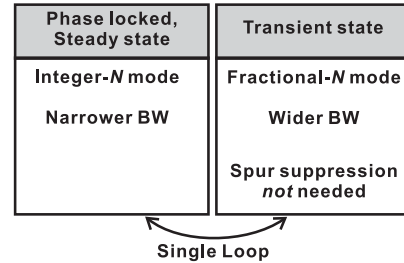 Phase locked,
Steady state
Integer-N mode
Narrower BW
Transient state
Fractional-N mode
Wider BW
Spur suppression
not needed
Single Loop